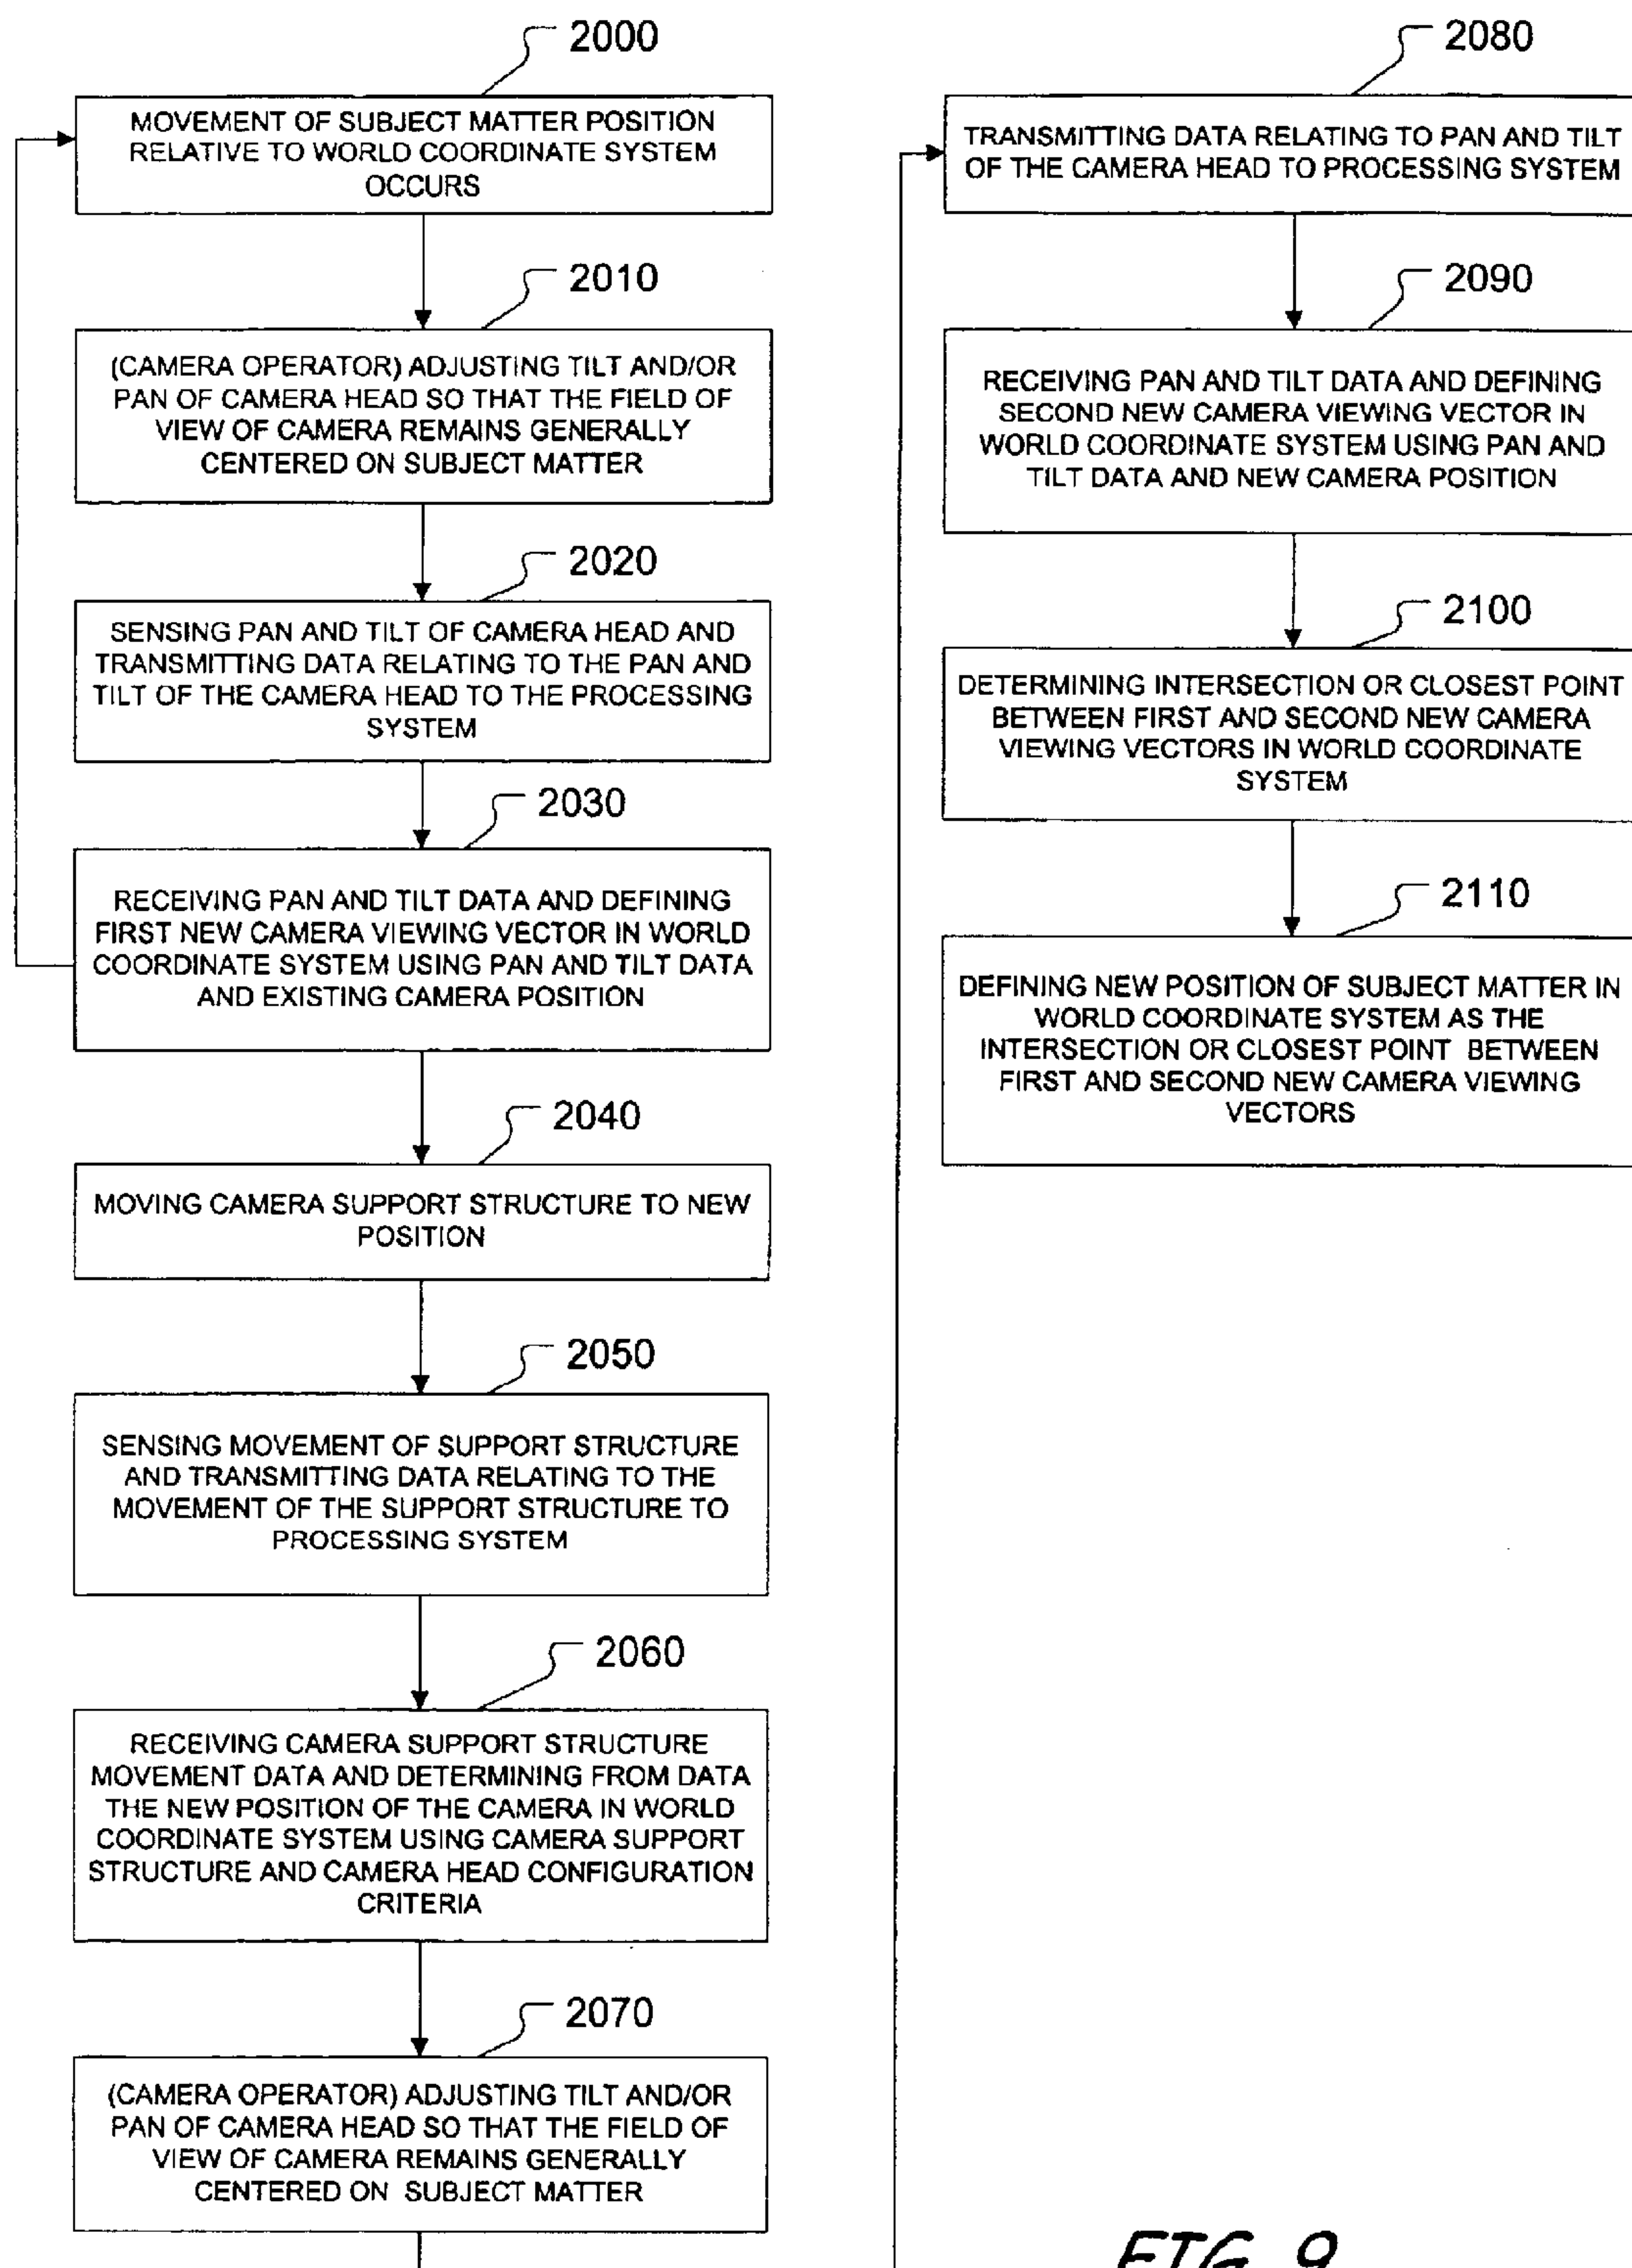 2000
MOVEMENT OF SUBJECT MATTER POSITION
RELATIVE TO WORLD COORDINATE SYSTEM
OCCURS
2010
(CAMERA OPERATOR) ADJUSTING TILT AND/OR
PAN OF CAMERA HEAD SO THAT THE FIELD OF
VIEW OF CAMERA REMAINS GENERALLY
CENTERED ON SUBJECT MATTER
2020
SENSING PAN AND TILT OF CAMERA HEAD AND
TRANSMITTING DATA RELATING TO THE PAN AND
TILT OF THE CAMERA HEAD TO THE PROCESSING
SYSTEM
2030
RECEIVING PAN AND TILT DATA AND DEFINING
FIRST NEW CAMERA VIEWING VECTOR IN WORLD
COORDINATE SYSTEM USING PAN AND TILT DATA
AND EXISTING CAMERA POSITION
2040
MOVING CAMERA SUPPORT STRUCTURE TO NEW
POSITION
2050
SENSING MOVEMENT OF SUPPORT STRUCTURE
AND TRANSMITTING DATA RELATING TO THE
MOVEMENT OF THE SUPPORT STRUCTURE TO
PROCESSING SYSTEM
2060
RECEIVING CAMERA SUPPORT STRUCTURE
MOVEMENT DATA AND DETERMINING FROM DATA
THE NEW POSITION OF THE CAMERA IN WORLD
COORDINATE SYSTEM USING CAMERA SUPPORT
STRUCTURE AND CAMERA HEAD CONFIGURATION
CRITERIA
2070
(CAMERA OPERATOR) ADJUSTING TILT AND/OR
PAN OF CAMERA HEAD SO THAT THE FIELD OF
VIEW OF CAMERA REMAINS GENERALLY
CENTERED ON SUBJECT MATTER
2080
TRANSMITTING DATA RELATING TO PAN AND TILT
OF THE CAMERA HEAD TO PROCESSING SYSTEM
2090
RECEIVING PAN AND TILT DATA AND DEFINING
SECOND NEW CAMERA VIEWING VECTOR IN
WORLD COORDINATE SYSTEM USING PAN AND
TILT DATA AND NEW CAMERA POSITION
2100
DETERMINING INTERSECTION OR CLOSEST POINT
BETWEEN FIRST AND SECOND NEW CAMERA
VIEWING VECTORS IN WORLD COORDINATE
SYSTEM
2110
DEFINING NEW POSITION OF SUBJECT MATTER IN
WORLD COORDINATE SYSTEM AS THE
INTERSECTION OR CLOSEST POINT BETWEEN
FIRST AND SECOND NEW CAMERA VIEWING
VECTORS
FIG. 9